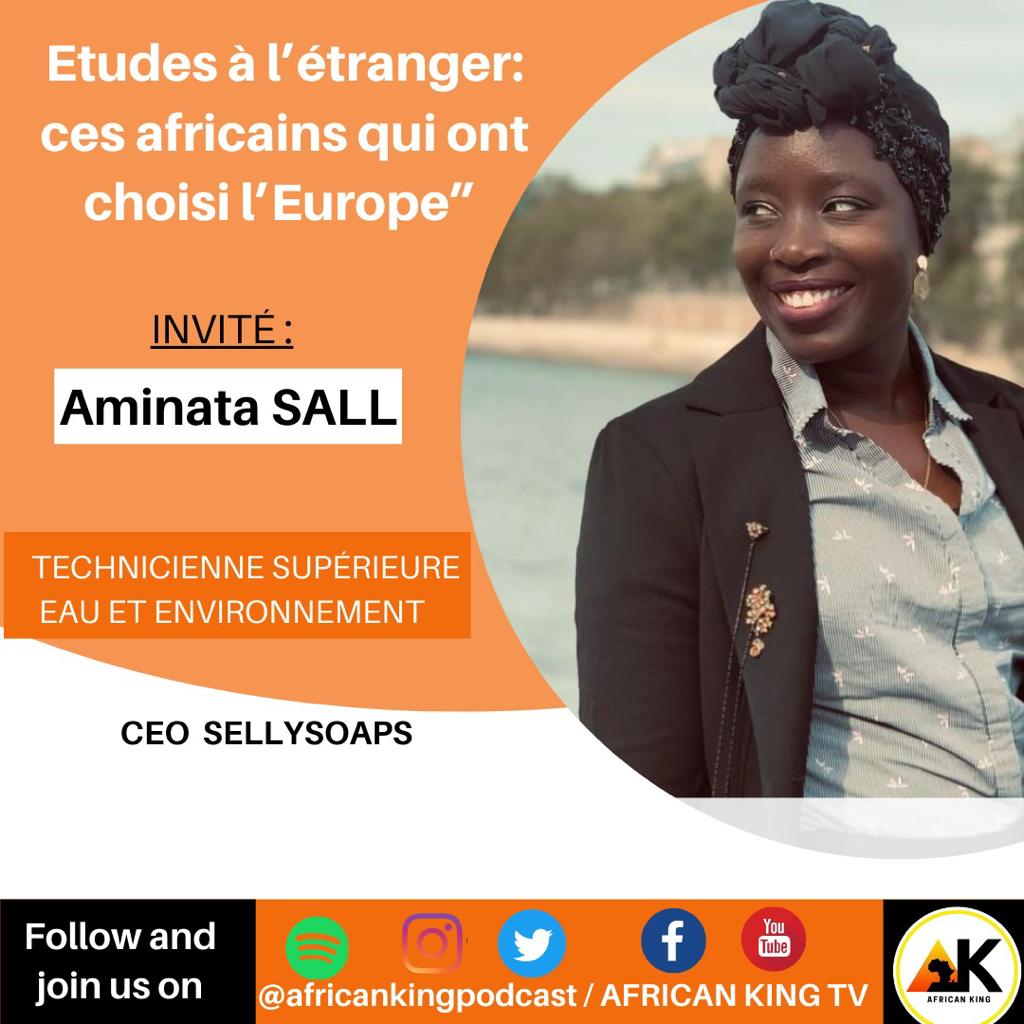 Etudes à l’étranger:
ces africains qui ont
choisi l’Europe”
INVITÉ :
Aminata SALL
TECHNICIENNE SUPÉRIEURE
EAU ET ENVIRONNEMENT
CEO SELLYSOAPS
Follow and
join us on
You
Tube
@africankingpodcast / AFRICAN KING TV
AK
AFRICAN KING